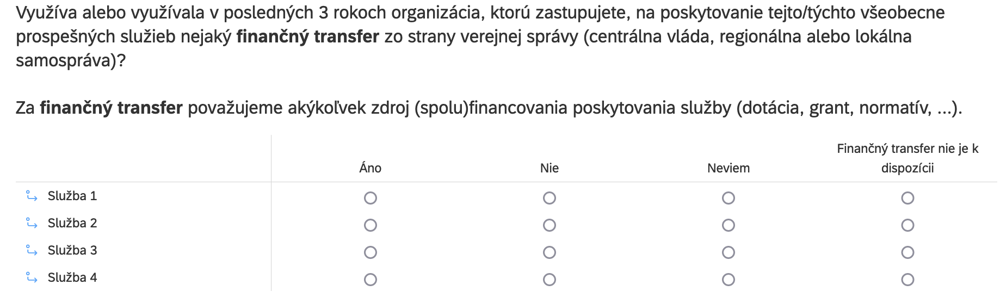 Využíva alebo využívala v posledných 3 rokoch organizácia, ktorú zastupujete, na poskytovanie tejto/týchto všeobecne
prospešných služieb nejaký finančný transfer zo strany verejnej správy (centrálna vláda, regionálna alebo lokálna
samospráva)?
Za finančný transfer považujeme akýkoľvek zdroj (spolu)financovania poskytovania služby (dotácia, grant, normatív, ...).
Áno Nie Neviem Finančný transfer nie je k
dispozícii
Služba 1
Služba 2
Služba 3
Služba 4